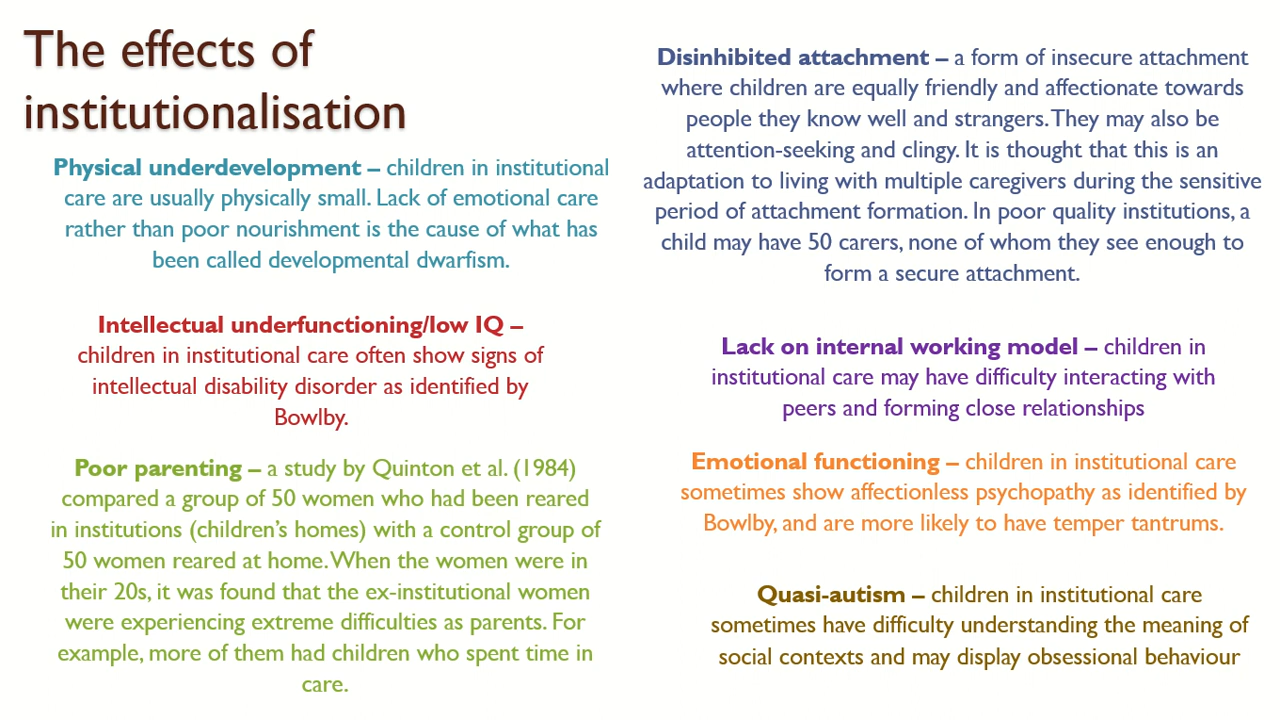 The effects of
institutionalisation
Physical underdevelopment – children in institutional
care are usually physically small. Lack of emotional care
rather than poor nourishment is the cause of what has
been called developmental dwarfism.
Intellectual underfunctioning/low IQ –
children in institutional care often show signs of
intellectual disability disorder as identified by
Bowlby.
Poor parenting – a study by Quinton et al. (1984)
compared a group of 50 women who had been reared
in institutions (children's homes) with a control group of
50 women reared at home. When the women were in
their 20s, it was found that the ex-institutional women
were experiencing extreme difficulties as parents. For
example, more of them had children who spent time in
care.
Disinhibited attachment – a form of insecure attachment
where children are equally friendly and affectionate towards
people they know well and strangers. They may also be
attention-seeking and clingy. It is thought that this is an
adaptation to living with multiple caregivers during the sensitive
period of attachment formation. In poor quality institutions, a
child may have 50 carers, none of whom they see enough to
form a secure attachment.
Lack on internal working model – children in
institutional care may have difficulty interacting with
peers and forming close relationships
Emotional functioning – children in institutional care
sometimes show affectionless psychopathy as identified by
Bowlby, and are more likely to have temper tantrums.
Quasi-autism – children in institutional care
sometimes have difficulty understanding the meaning of
social contexts and may display obsessional behaviour